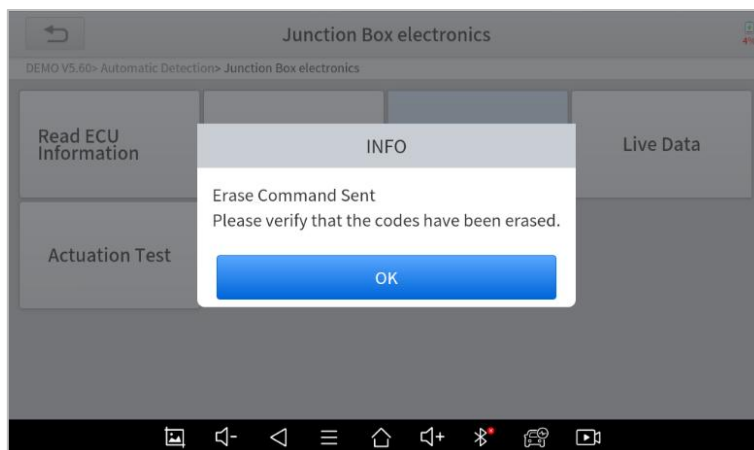 Junction Box electronics
4%
DEMO V5.60> Automatic Detection> Junction Box electronics
Read ECU
Information
Live Data
INFO
Erase Command Sent
Please verify that the codes have been erased.
OK
Actuation Test